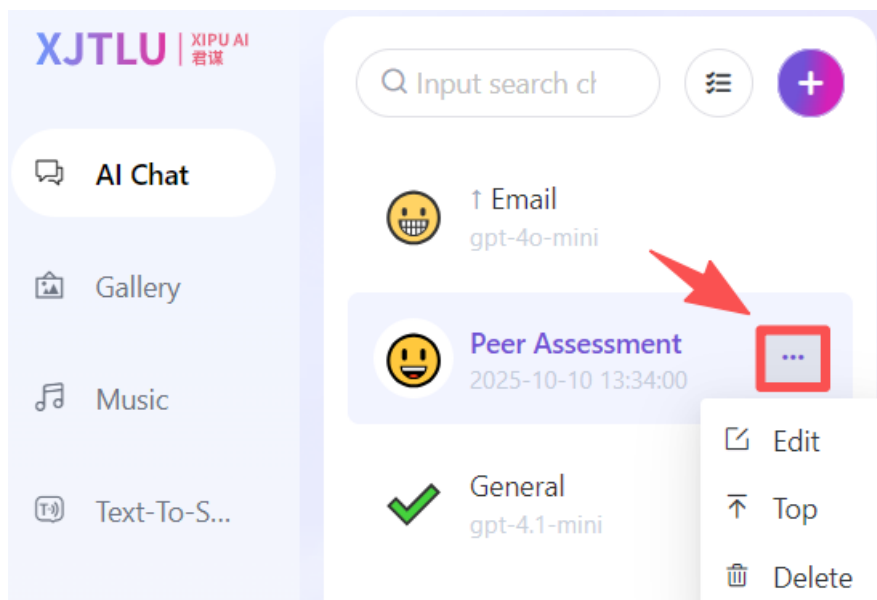 XJTLU
XIPU AI
君谋
Input search ch
AI Chat
Gallery
Music
Text-To-S...
↑ Email
gpt-4o-mini
Peer Assessment
2025-10-10 13:34:00
...
Edit
Top
Delete
General
gpt-4.1-mini